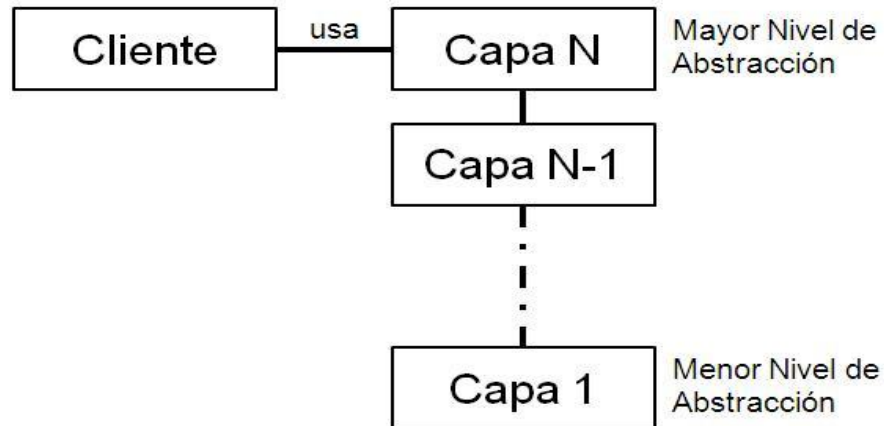 Cliente
usa
Capa N
Mayor Nivel de
Abstracción
Capa N-1
Capa 1
Menor Nivel de
Abstracción